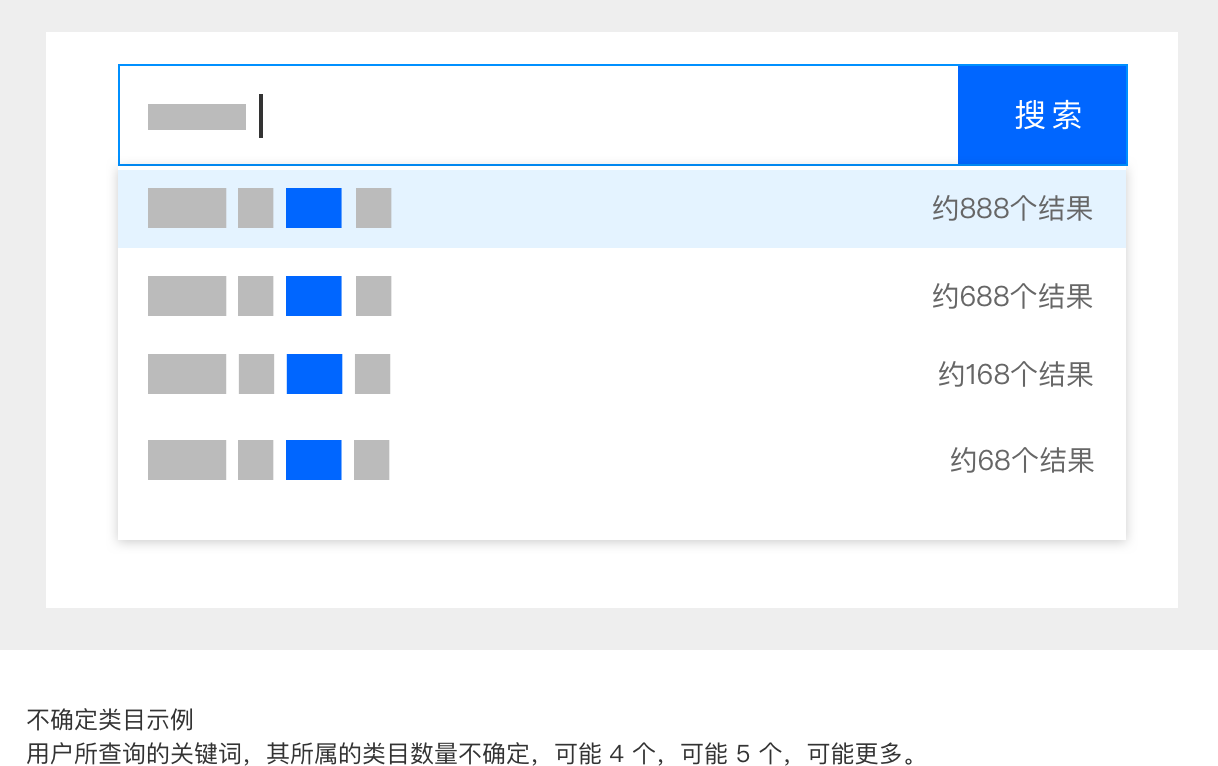 搜索
约888个结果
约688个结果
约168个结果
约68个结果
不确定类目示例
用户所查询的关键词，其所属的类目数量不确定，可能 4 个，可能 5 个，可能更多。